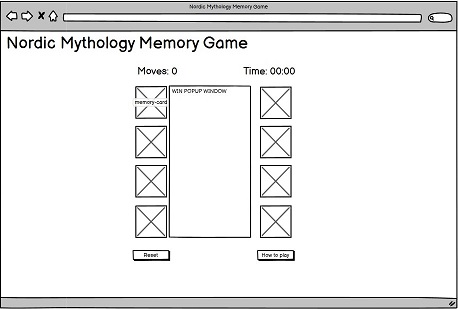 Nordic Mythology Memory Game
Nordic Mythology Memory Game
Moves: 0
Time: 00:00
WIN POPUP WINDOW
memory-card
Reset
How to play